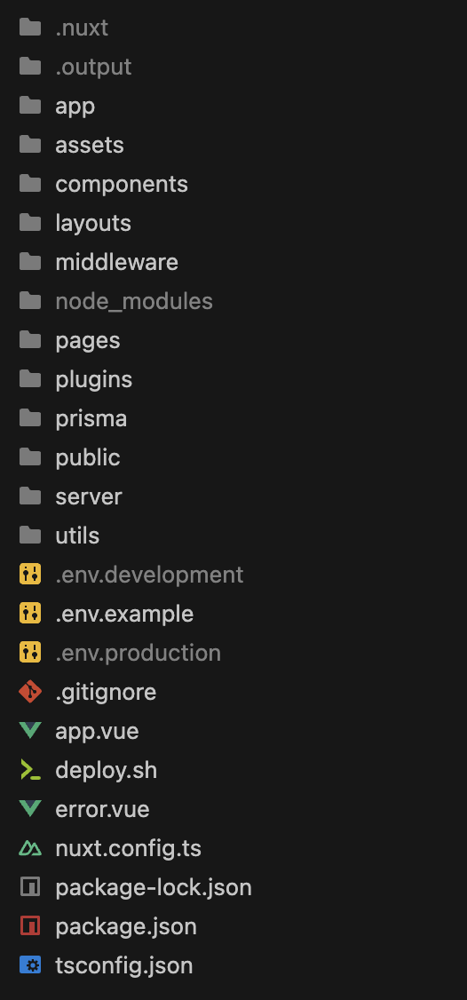 .nuxt
.output
app
assets
components
layouts
middleware
node_modules
pages
plugins
prisma
public
server
utils
.env.development
.env.example
.env.production
.gitignore
app.vue
deploy.sh
error.vue
nuxt.config.ts
package-lock.json
package.json
tsconfig.json